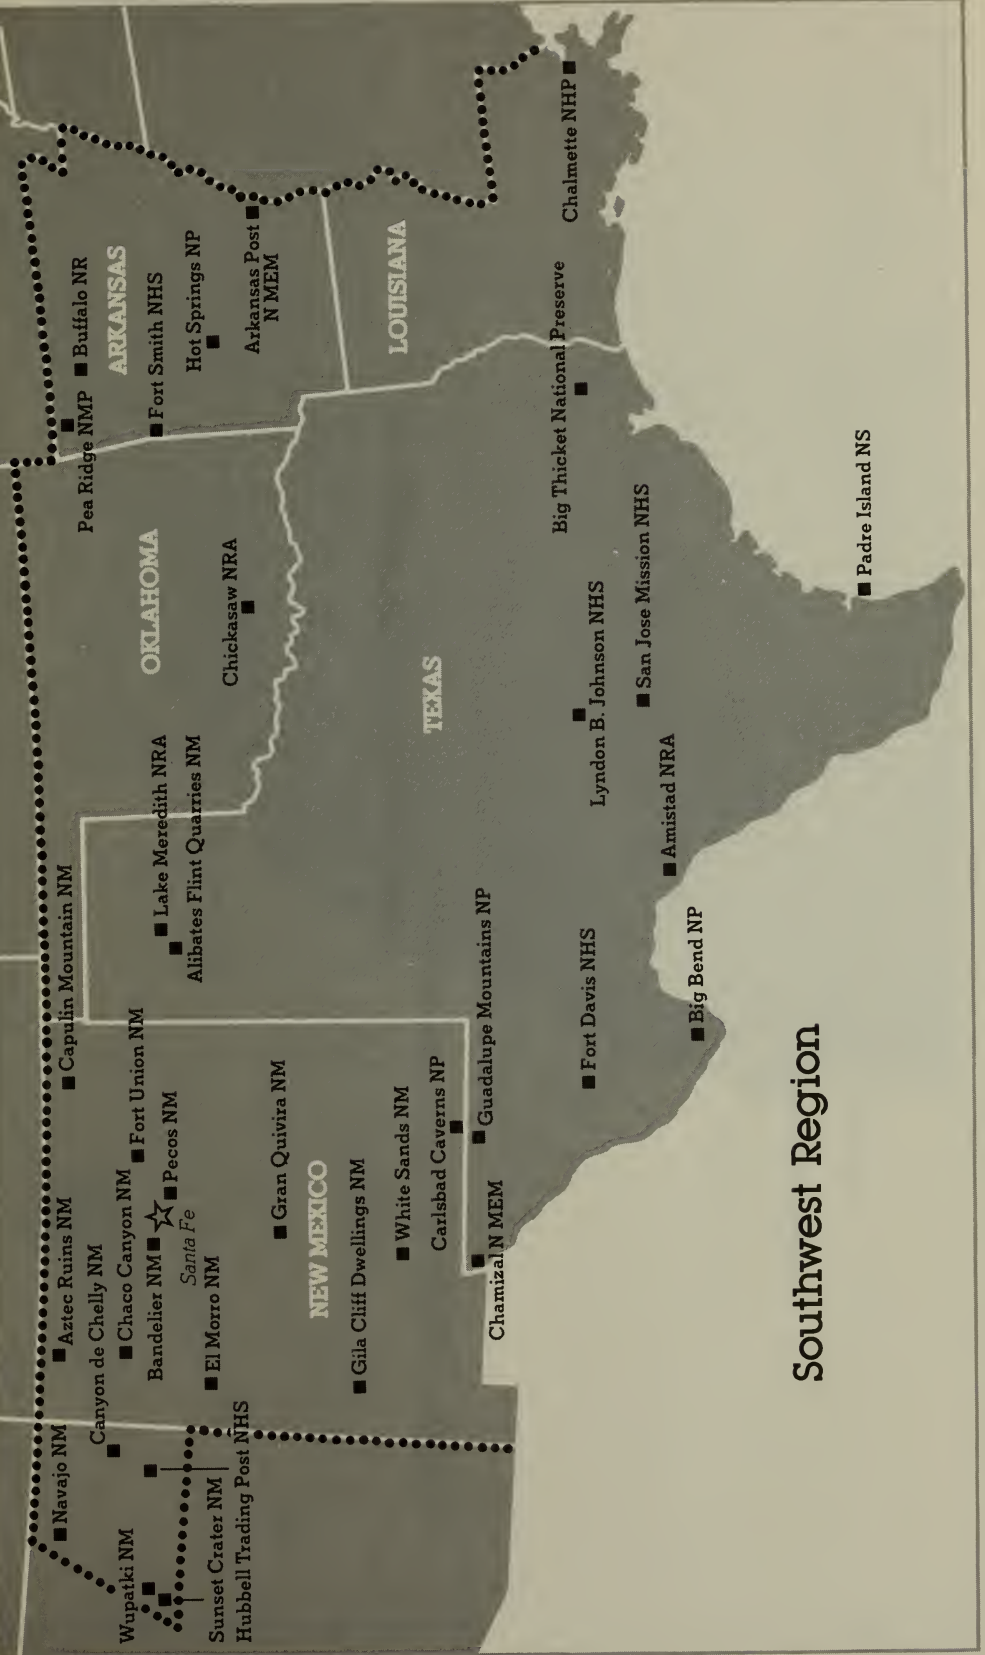 Navajo NM
Aztec Ruins NM
Capulin Mountain NM
Pea Ridge NMP
Buffalo NR
ARKANSAS
Fort Smith NHS
Hot Springs NP
Arkansas Post
N MEM
Wupatki NM
Canyon de Chelly NM
Chaco Canyon NM
Fort Union NM
Bandelier NM
Pecos NM
Santa Fe
El Morro NM
Lake Meredith NRA
Alibates Flint Quarries NM
OKLAHOMA
Chickasaw NRA
Sunset Crater NM
Hubbell Trading Post NHS
Gran Quivira NM
NEW MEXICO
Gila Cliff Dwellings NM
White Sands NM
Carlsbad Caverns NP
Guadalupe Mountains NP
Chamizal N MEM
TEXAS
LOUISIANA
Chalmette NHP
Big Thicket National Preserve
Fort Davis NHS
Lyndon B. Johnson NHS
San Jose Mission NHS
Amistad NRA
Big Bend NP
Padre Island NS
Southwest Region